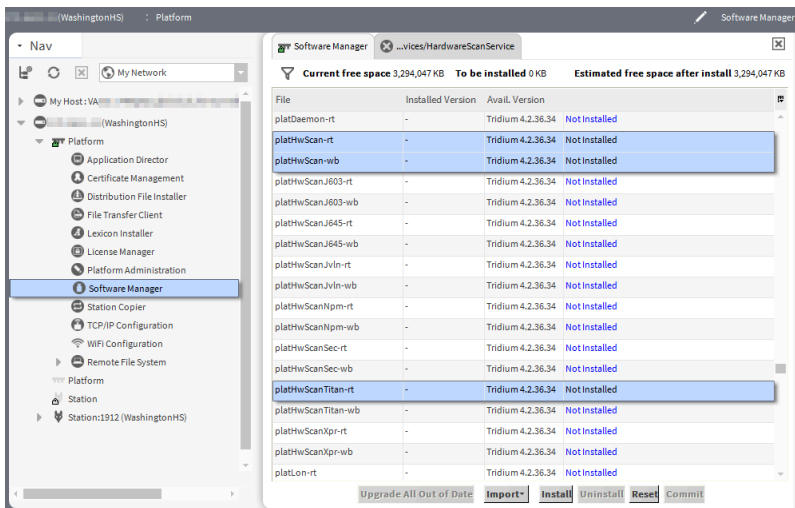 (WashingtonHS) : Platform Software Manager
Nav
My Network
My Host : VA
(WashingtonHS)
Platform
Application Director
Certificate Management
Distribution File Installer
File Transfer Client
Lexicon Installer
License Manager
Platform Administration
Software Manager
Station Copier
TCP/IP Configuration
WiFi Configuration
Remote File System
Platform
Station
Station:1912 (WashingtonHS)
Software Manager ...vices/HardwareScanService
Current free space 3,294,047 KB To be installed 0 KB Estimated free space after install 3,294,047 KB
File Installed Version Avail. Version
platDaemon-rt - Tridium 4.2.36.34 Not Installed
platHwScan-rt - Tridium 4.2.36.34 Not Installed
platHwScan-wb - Tridium 4.2.36.34 Not Installed
platHwScanJ603-rt - Tridium 4.2.36.34 Not Installed
platHwScanJ603-wb - Tridium 4.2.36.34 Not Installed
platHwScanJ645-rt - Tridium 4.2.36.34 Not Installed
platHwScanJ645-wb - Tridium 4.2.36.34 Not Installed
platHwScanJvln-rt - Tridium 4.2.36.34 Not Installed
platHwScanJvln-wb - Tridium 4.2.36.34 Not Installed
platHwScanNpm-rt - Tridium 4.2.36.34 Not Installed
platHwScanNpm-wb - Tridium 4.2.36.34 Not Installed
platHwScanSec-rt - Tridium 4.2.36.34 Not Installed
platHwScanSec-wb - Tridium 4.2.36.34 Not Installed
platHwScanTitan-rt - Tridium 4.2.36.34 Not Installed
platHwScanTitan-wb - Tridium 4.2.36.34 Not Installed
platHwScanXpr-rt - Tridium 4.2.36.34 Not Installed
platHwScanXpr-wb - Tridium 4.2.36.34 Not Installed
platLon-rt - Tridium 4.2.36.34 Not Installed
Upgrade All Out of Date Import Install Uninstall Reset Commit